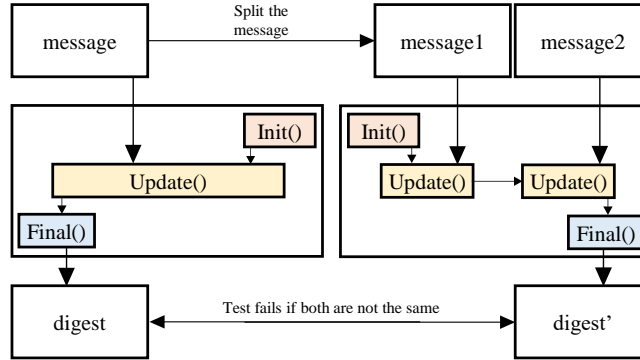 Split the
message
message
message1
message2
Init()
Init()
Update()
Update()
Update()
Final()
Final()
digest
Test fails if both are not the same
digest’